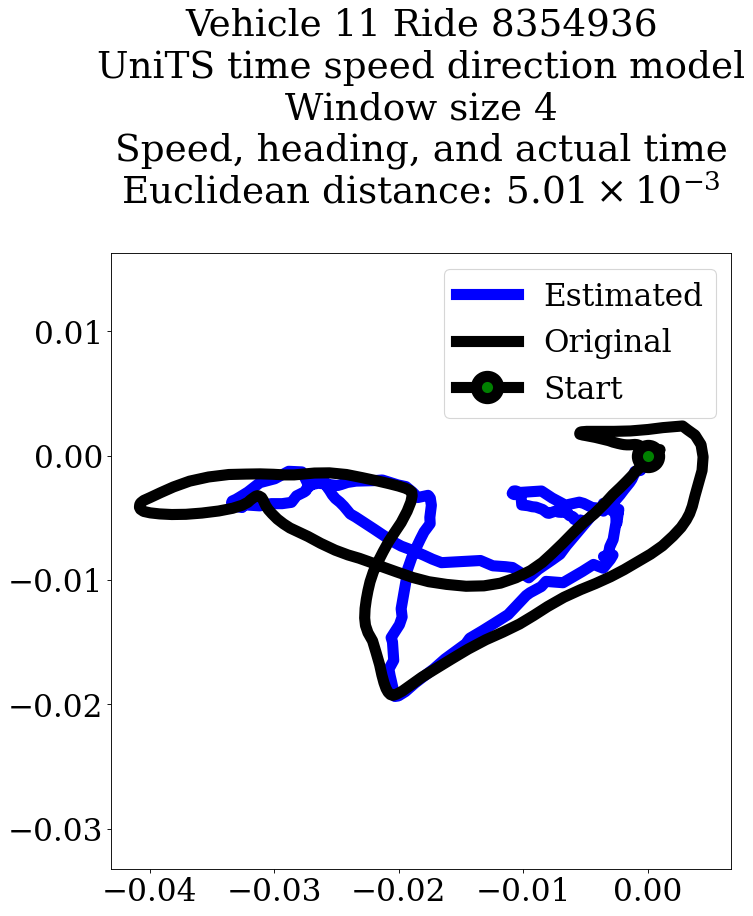 Vehicle 11 Ride 8354936
UniTS time speed direction model
Window size 4
Speed, heading, and actual time
Euclidean distance: 5.01 × 10⁻³
Estimated
Original
Start
0.01
0.00
−0.01
−0.02
−0.03
−0.04 −0.03 −0.02 −0.01 0.00